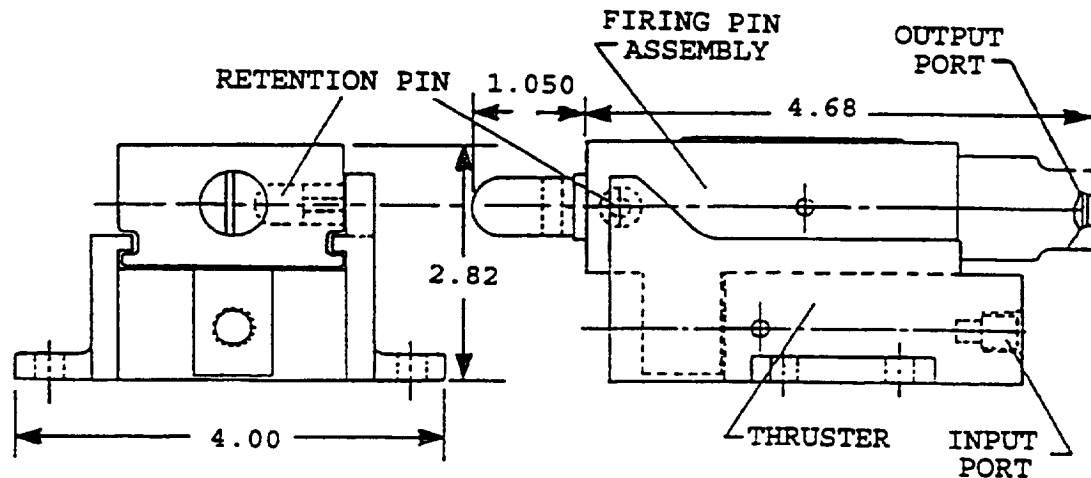 FIRING PIN
ASSEMBLY
OUTPUT
PORT
RETENTION PIN
1.050
4.68
2.82
4.00
THRUSTER
INPUT
PORT